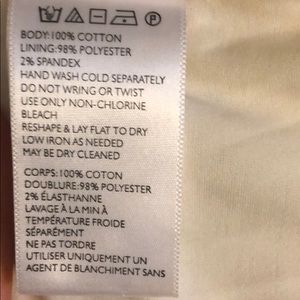 BODY:100% COTTON
LINING:98% POLYESTER
2% SPANDEX
HAND WASH COLD SEPARATELY
DO NOT WRING OR TWIST
USE ONLY NON-CHLORINE
BLEACH
RESHAPE & LAY FLAT TO DRY
LOW IRON AS NEEDED
MAY BE DRY CLEANED
CORPS:100% COTON
DOUBLURE:98% POLYESTER
2% ÉLASTHANNE
LAVAGE À LA MIN À
TEMPÉRATURE FROIDE
SÉPARÉMENT
NE PAS TORDRE
UTILISER UNIQUEMENT UN
AGENT DE BLANCHIMENT SANS